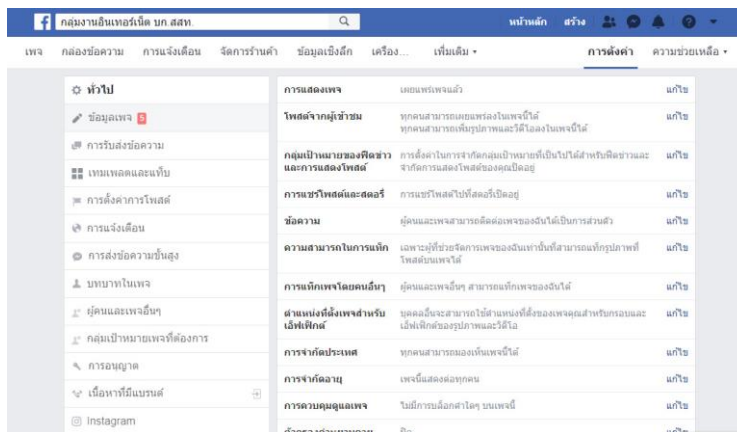 กลุ่มงานอินเทอร์เน็ต บก.สสท.
หน้าหลัก สร้าง
เพจ กล่องข้อความ การแจ้งเตือน จัดการร้านค้า ข้อมูลเชิงลึก เครื่อง... เพิ่มเติม การตั้งค่า ความช่วยเหลือ
ทั่วไป
ข้อมูลเพจ 5
การรับส่งข้อความ
เทมเพลตและแท็บ
การตั้งค่าการโพสต์
การแจ้งเตือน
การส่งข้อความขั้นสูง
บทบาทในเพจ
ผู้คนและเพจอื่นๆ
กลุ่มเป้าหมายเพจที่ต้องการ
การอนุญาต
เนื้อหาที่มีแบรนด์
Instagram
การแสดงเพจ เผยแพร่เพจแล้ว แก้ไข
โพสต์จากผู้เข้าชม ทุกคนสามารถเผยแพร่ลงในเพจนี้ได้ แก้ไข
ทุกคนสามารถเพิ่มรูปภาพและวิดีโอลงในเพจนี้ได้
กลุ่มเป้าหมายของฟีดข่าว การตั้งค่าในการจำกัดกลุ่มเป้าหมายที่เป็นไปได้สำหรับฟีดข่าวและ แก้ไข
และการแสดงโพสต์ จำกัดการแสดงโพสต์ของคุณปิดอยู่
การแชร์โพสต์และสตอรี่ การแชร์โพสต์ไปที่สตอรี่เปิดอยู่ แก้ไข
ข้อความ ผู้คนและเพจสามารถติดต่อเพจของฉันได้เป็นการส่วนตัว แก้ไข
ความสามารถในการแท็ก เฉพาะผู้ที่ช่วยจัดการเพจของฉันเท่านั้นที่สามารถแท็กรูปภาพที่ แก้ไข
โพสต์บนเพจได้
การแท็กเพจโดยคนอื่นๆ ผู้คนและเพจอื่นๆ สามารถแท็กเพจของฉันได้ แก้ไข
ตำแหน่งที่ตั้งเพจสำหรับ บุคคลอื่นจะสามารถใช้ตำแหน่งที่ตั้งของเพจคุณสำหรับกรอบและ แก้ไข
เอ็ฟเฟ็กต์ เอ็ฟเฟ็กต์ของรูปภาพและวิดีโอ
การจำกัดประเทศ ทุกคนสามารถมองเห็นเพจนี้ได้ แก้ไข
การจำกัดอายุ เพจนี้แสดงต่อทุกคน แก้ไข
การควบคุมดูแลเพจ ไม่มีการบล็อกคำใดๆ บนเพจนี้ แก้ไข